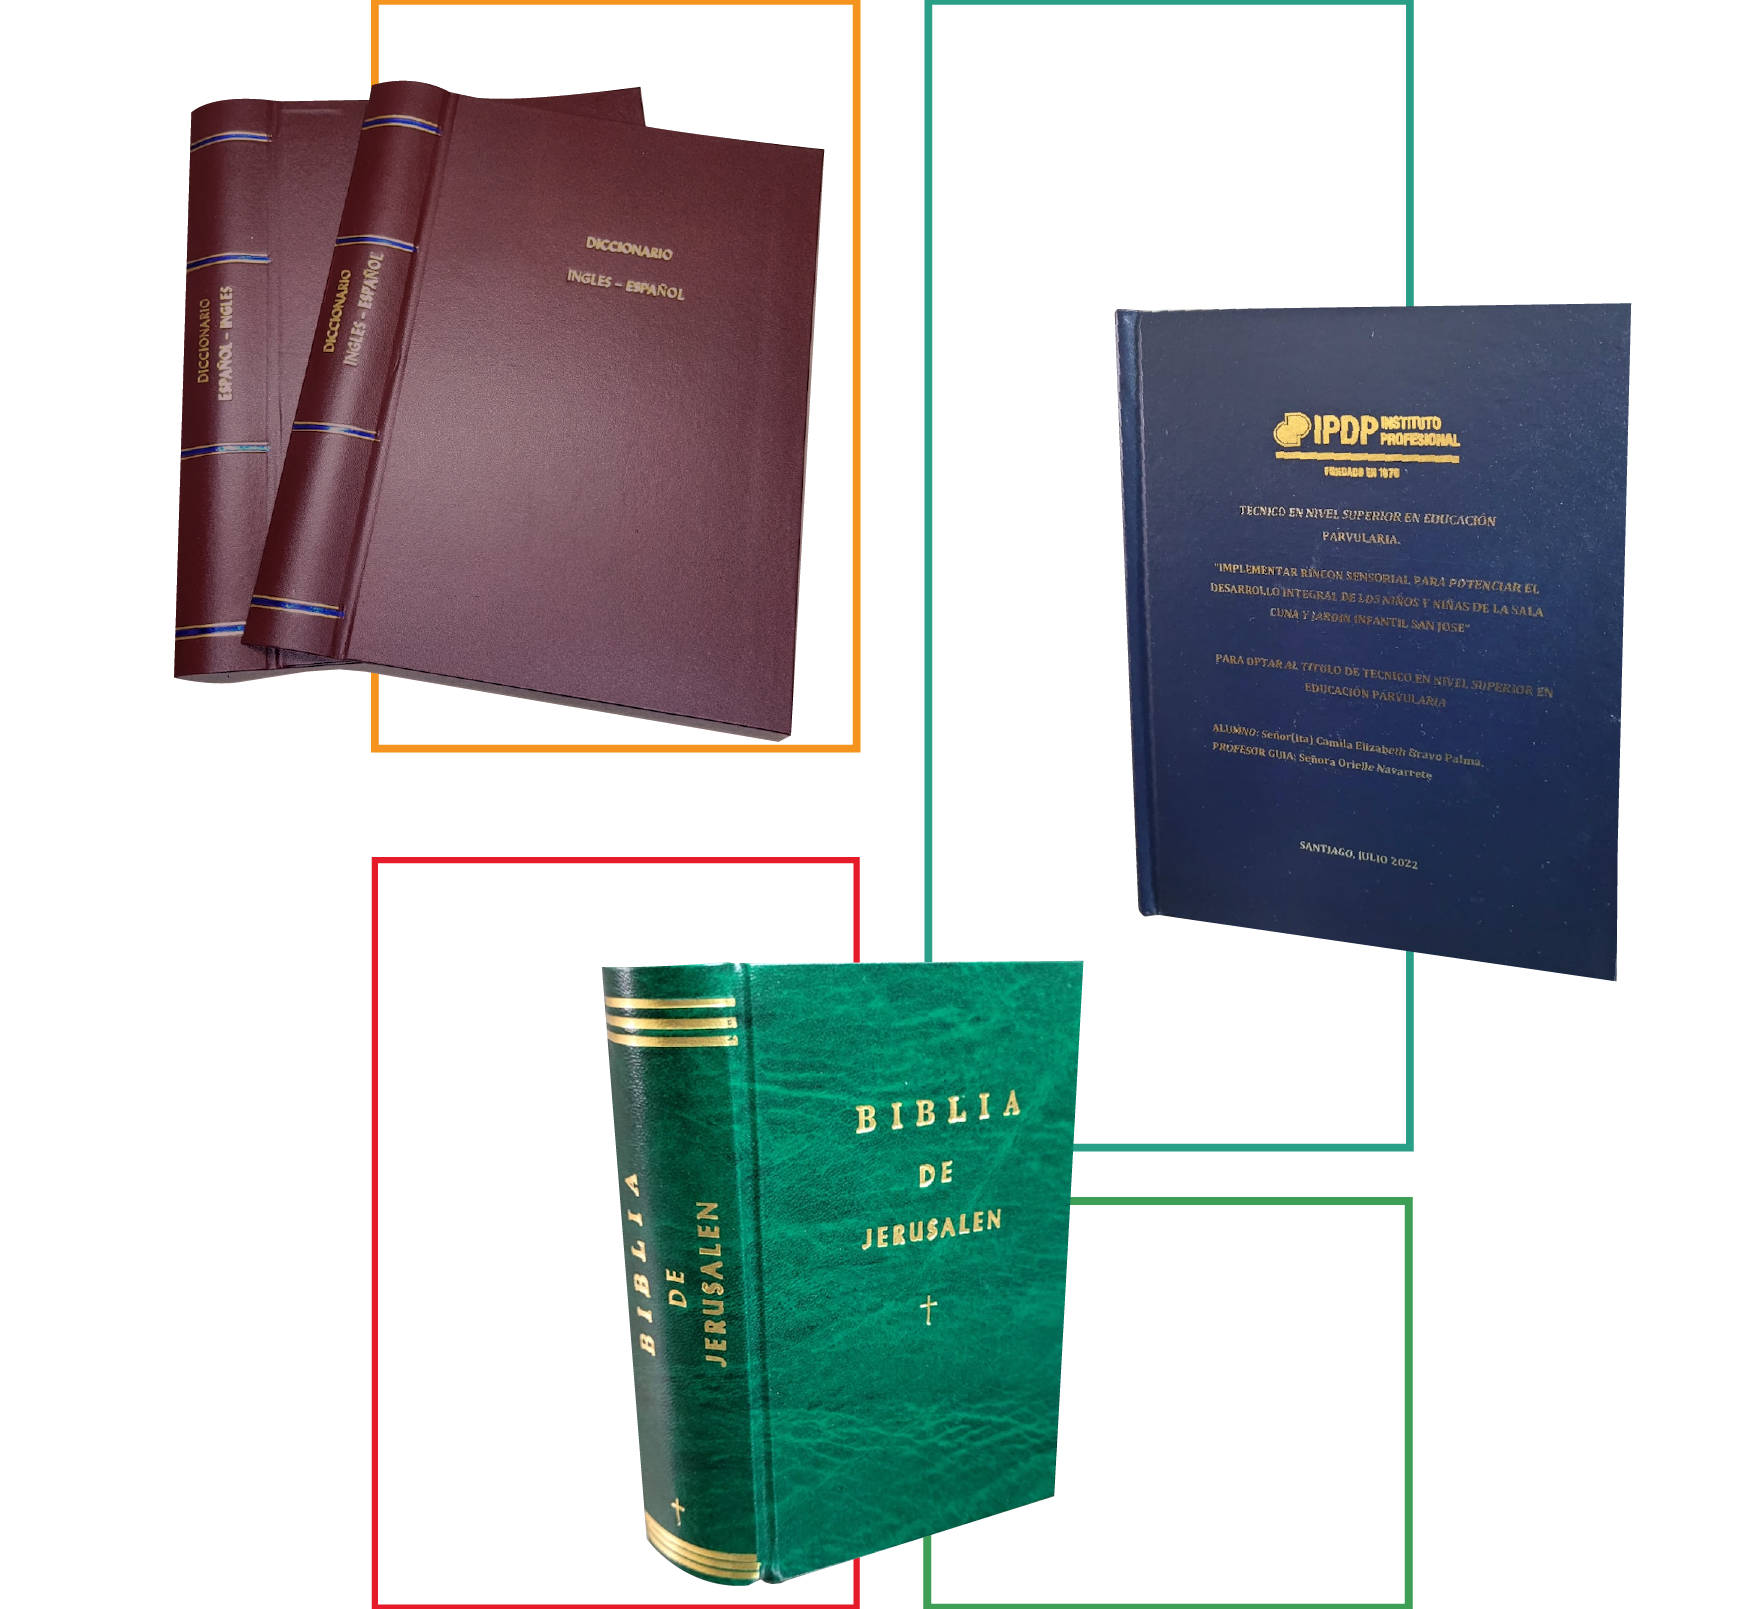 DICCIONARIO
ESPAÑOL - INGLES
DICCIONARIO
INGLES - ESPAÑOL
DICCIONARIO
INGLES - ESPAÑOL
IPDP INSTITUTO
PROFESIONAL
FUNDADO EN 1976
TECNICO EN NIVEL SUPERIOR EN EDUCACIÓN
PARVULARIA.
"IMPLEMENTAR RINCON SENSORIAL PARA POTENCIAR EL
DESARROLLO INTEGRAL DE LOS NIÑOS Y NIÑAS DE LA SALA
CUNA Y JARDIN INFANTIL SAN JOSE"
PARA OPTAR AL TITULO DE TECNICO EN NIVEL SUPERIOR EN
EDUCACIÓN PARVULARIA
ALUMNO: Señor(ita) Camila Elizabeth Bravo Palma.
PROFESOR GUIA: Señora Orielle Navarrete
SANTIAGO, JULIO 2022
BIBLIA
DE
JERUSALEN
BIBLIA
DE
JERUSALEN